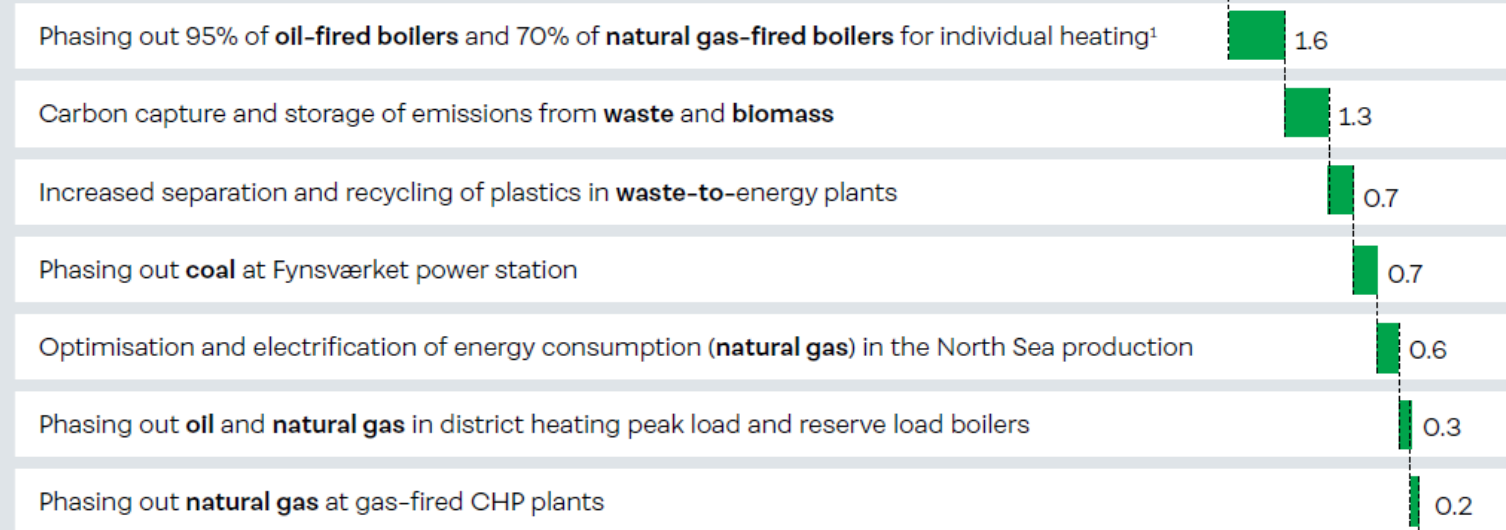 Phasing out 95% of oil-fired boilers and 70% of natural gas-fired boilers for individual heating¹ 1.6
Carbon capture and storage of emissions from waste and biomass 1.3
Increased separation and recycling of plastics in waste-to-energy plants 0.7
Phasing out coal at Fynsværket power station 0.7
Optimisation and electrification of energy consumption (natural gas) in the North Sea production 0.6
Phasing out oil and natural gas in district heating peak load and reserve load boilers 0.3
Phasing out natural gas at gas-fired CHP plants 0.2